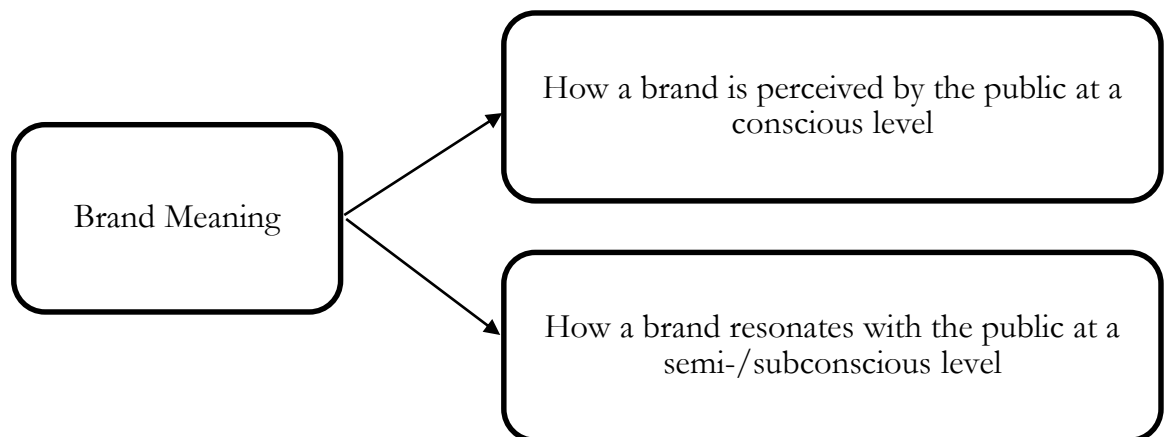 How a brand is perceived by the public at a
conscious level
Brand Meaning
How a brand resonates with the public at a
semi-/subconscious level